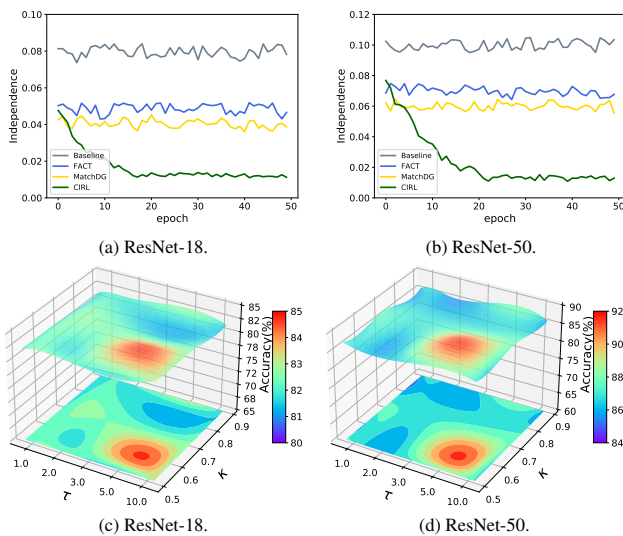 0.10
0.08
0.06
0.04
0.02
0.00
Independence
Baseline
FACT
MatchDG
CIRL
0 10 20 30 40 50
epoch
(a) ResNet-18.
0.12
0.10
0.08
0.06
0.04
0.02
0.00
Independence
Baseline
FACT
MatchDG
CIRL
0 10 20 30 40 50
epoch
(b) ResNet-50.
85
82
80
78
75
72
70
68
65
Accuracy(%)
85
84
83
82
81
80
1.0 2.0 3.0 5.0 10.0
τ
0.5 0.6 0.7 0.8 0.9
κ
(c) ResNet-18.
90
85
80
75
70
65
60
Accuracy(%)
92
90
88
86
84
1.0 2.0 3.0 5.0 10.0
τ
0.5 0.6 0.7 0.8 0.9
κ
(d) ResNet-50.